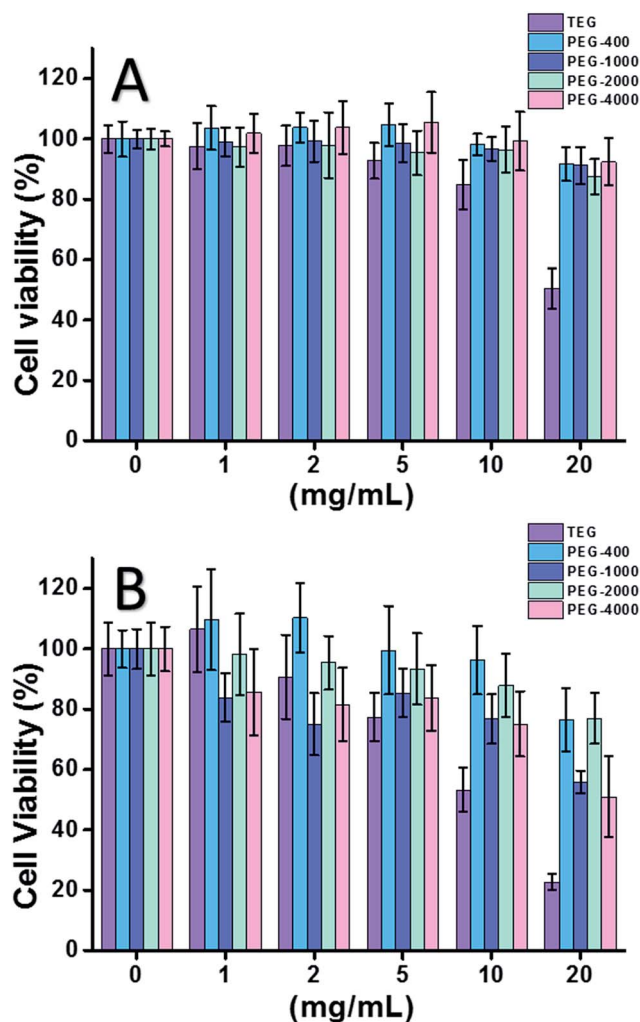 A
TEG
PEG-400
PEG-1000
PEG-2000
PEG-4000
Cell viability (%)
120
100
80
60
40
20
0
0 1 2 5 10 20
(mg/mL)
B
TEG
PEG-400
PEG-1000
PEG-2000
PEG-4000
Cell Viability (%)
120
100
80
60
40
20
0
0 1 2 5 10 20
(mg/mL)